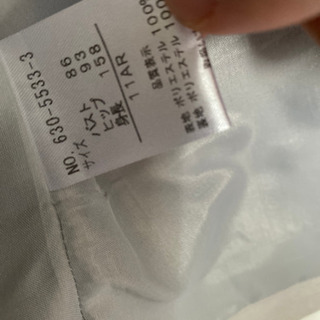 NO. 630-5533-3
サイズ
バスト 86
ヒップ 93
身長 158
11AR
品質表示
表地 ポリエステル 100%
裏地 ポリエステル 100